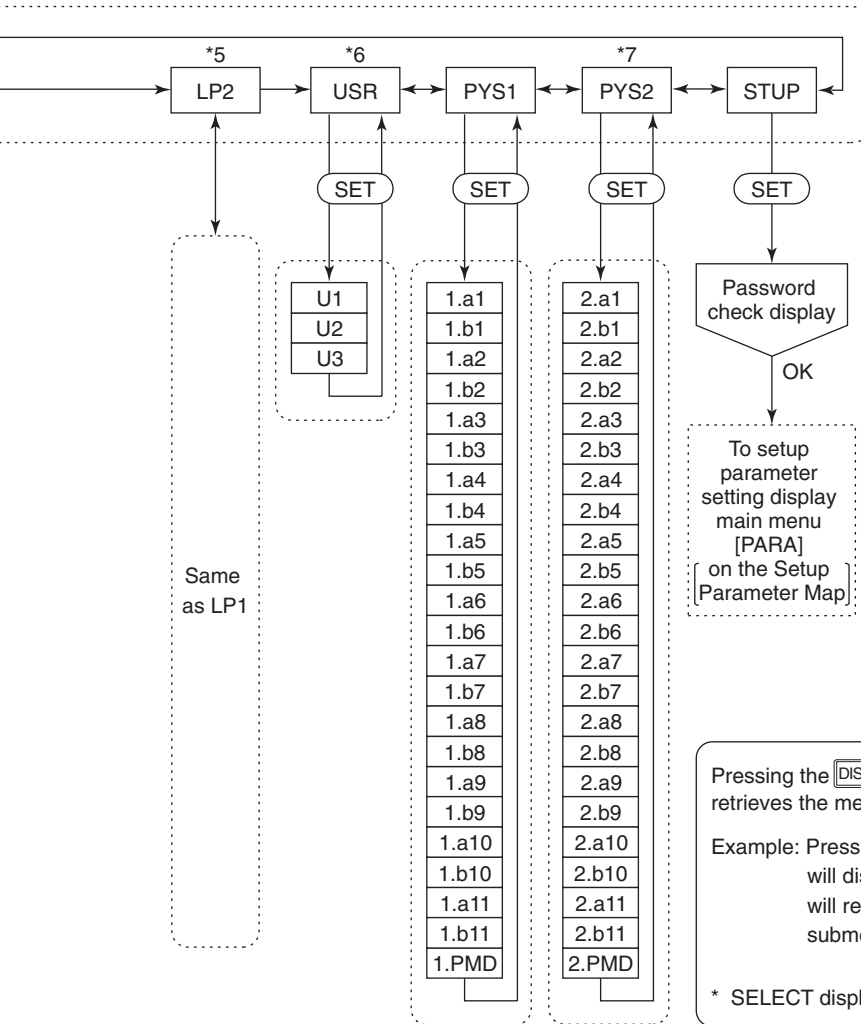 *5
*6
*7
LP2
USR
PYS1
PYS2
STUP
SET
SET
SET
SET
Same
as LP1
U1
U2
U3
1.a1
1.b1
1.a2
1.b2
1.a3
1.b3
1.a4
1.b4
1.a5
1.b5
1.a6
1.b6
1.a7
1.b7
1.a8
1.b8
1.a9
1.b9
1.a10
1.b10
1.a11
1.b11
1.PMD
2.a1
2.b1
2.a2
2.b2
2.a3
2.b3
2.a4
2.b4
2.a5
2.b5
2.a6
2.b6
2.a7
2.b7
2.a8
2.b8
2.a9
2.b9
2.a10
2.b10
2.a11
2.b11
2.PMD
Password
check display
OK
To setup
parameter
setting display
main menu
[PARA]
[on the Setup
Parameter Map]
Pressing the
retrieves the
Example: Press
will
will
* SELECT